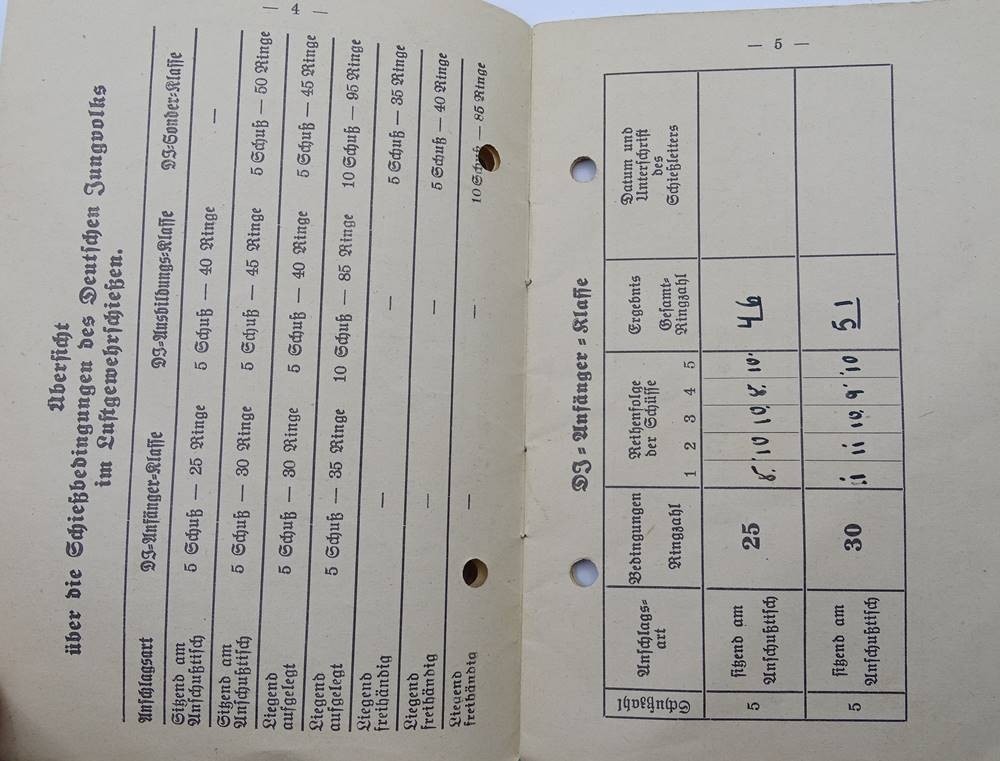 — 4 —
Übersicht
über die Schießbedingungen des Deutschen Jungvolks
im Luftgewehrschießen.
Anschlagsart DJ=Anfänger=Klasse DJ=Ausbildungs=Klasse DJ=Sonder=Klasse
Sitzend am
Anschußtisch 5 Schuß — 25 Ringe 5 Schuß — 40 Ringe —
Sitzend am
Anschußtisch 5 Schuß — 30 Ringe 5 Schuß — 45 Ringe 5 Schuß — 50 Ringe
Liegend
aufgelegt 5 Schuß — 30 Ringe 5 Schuß — 40 Ringe 5 Schuß — 45 Ringe
Liegend
aufgelegt 5 Schuß — 35 Ringe 10 Schuß — 85 Ringe 10 Schuß — 95 Ringe
Liegend
freihändig — — 5 Schuß — 35 Ringe
Liegend
freihändig — — 5 Schuß — 40 Ringe
Liegend
freihändig — — 10 Schuß — 85 Ringe
— 5 —
DJ = Anfänger = Klasse
Schußzahl
Anschlags=
art
Bedingungen
Ringzahl
Reihenfolge
der Schüsse
1 2 3 4 5
Ergebnis
Gesamt=
Ringzahl
Datum und
Unterschrift
des
Schießleiters
5 sitzend am
Anschußtisch 25 8, 10 10, 8, 10. 46
5 sitzend am
Anschußtisch 30 11 11 10, 9, 10 51